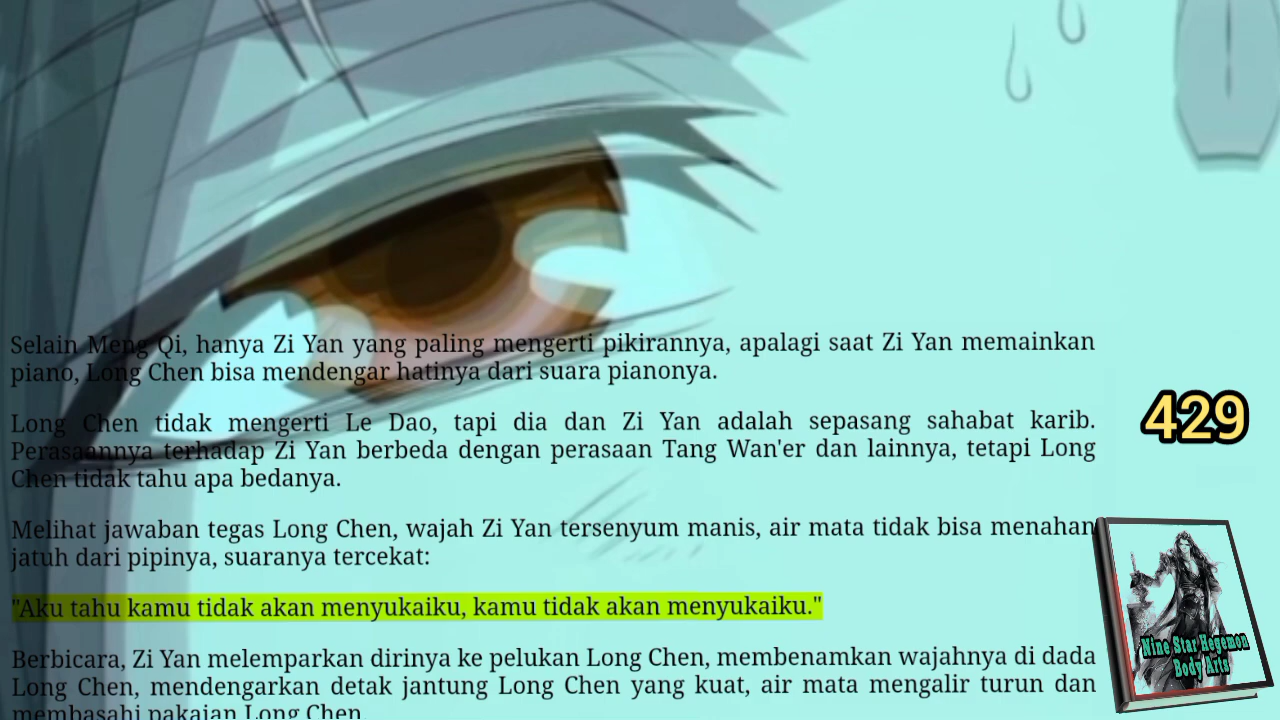 Selain Meng Qi, hanya Zi Yan yang paling mengerti pikirannya, apalagi saat Zi Yan memainkan
piano, Long Chen bisa mendengar hatinya dari suara pianonya.
Long Chen tidak mengerti Le Dao, tapi dia dan Zi Yan adalah sepasang sahabat karib.
Perasaannya terhadap Zi Yan berbeda dengan perasaan Tang Wan'er dan lainnya, tetapi Long
Chen tidak tahu apa bedanya.
Melihat jawaban tegas Long Chen, wajah Zi Yan tersenyum manis, air mata tidak bisa menahan
jatuh dari pipinya, suaranya tercekat:
"Aku tahu kamu tidak akan menyukaiku, kamu tidak akan menyukaiku."
Berbicara, Zi Yan melemparkan dirinya ke pelukan Long Chen, membenamkan wajahnya di dada
Long Chen, mendengarkan detak jantung Long Chen yang kuat, air mata mengalir turun dan
membasahi pakaian Long Chen.
429
Nine Star Hegemon
Body Arts